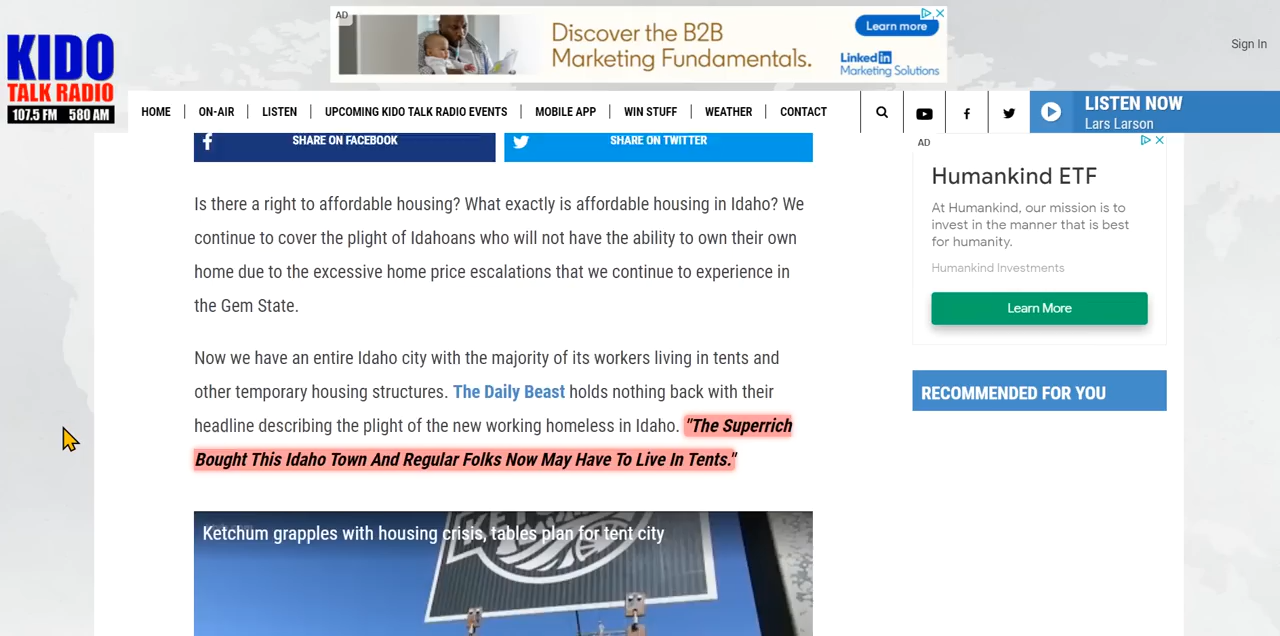 AD
Discover the B2B
Marketing Fundamentals.
Learn more
LinkedIn
Marketing Solutions
Sign In
KIDO
TALK RADIO
107.5 FM 580 AM
HOME
ON-AIR
LISTEN
UPCOMING KIDO TALK RADIO EVENTS
MOBILE APP
WIN STUFF
WEATHER
CONTACT
LISTEN NOW
Lars Larson
SHARE ON FACEBOOK
SHARE ON TWITTER
Is there a right to affordable housing? What exactly is affordable housing in Idaho? We
continue to cover the plight of Idahoans who will not have the ability to own their own
home due to the excessive home price escalations that we continue to experience in
the Gem State.
Now we have an entire Idaho city with the majority of its workers living in tents and
other temporary housing structures. The Daily Beast holds nothing back with their
headline describing the plight of the new working homeless in Idaho. "The Superrich
Bought This Idaho Town And Regular Folks Now May Have To Live In Tents."
Ketchum grapples with housing crisis, tables plan for tent city
AD
Humankind ETF
At Humankind, our mission is to
invest in the manner that is best
for humanity.
Humankind Investments
Learn More
RECOMMENDED FOR YOU